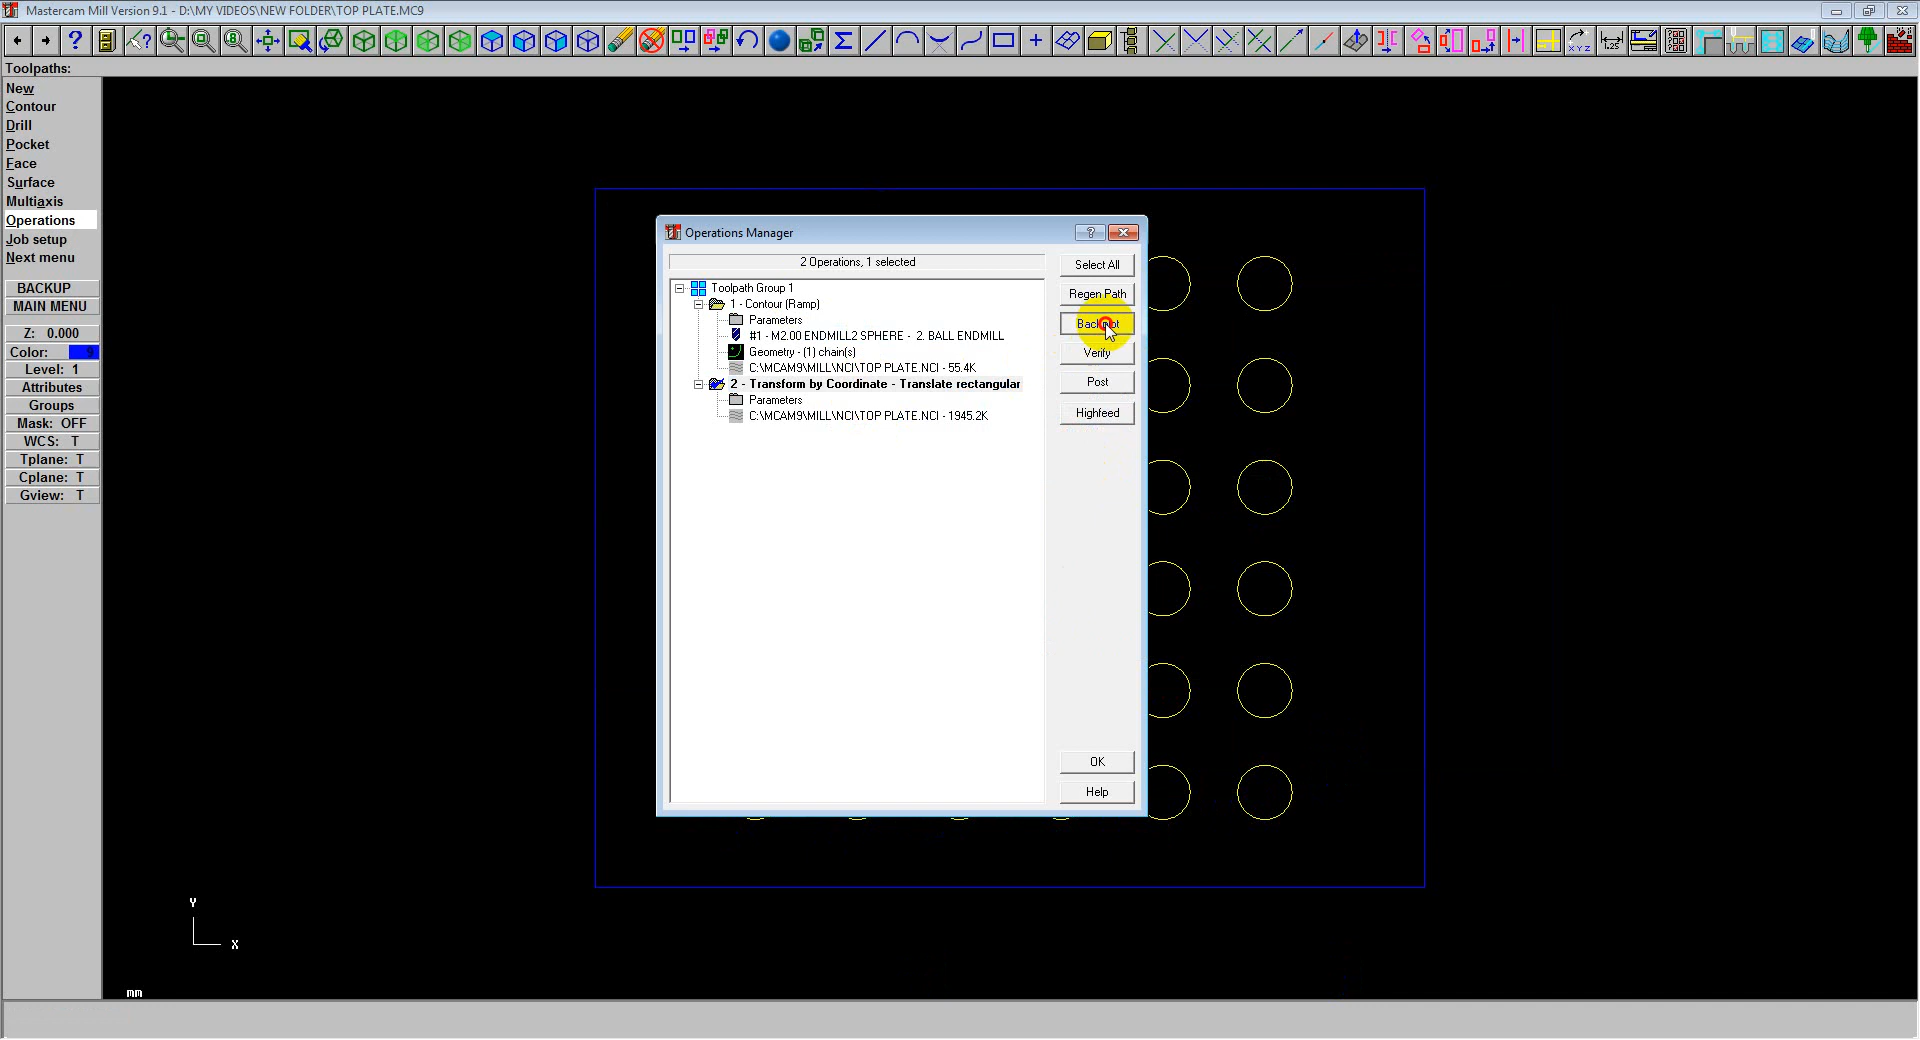 Mastercam Mill Version 9.1 - D:\MY VIDEOS\NEW FOLDER\TOP PLATE.MC9
Toolpaths:
New
Contour
Drill
Pocket
Face
Surface
Multiaxis
Operations
Job setup
Next menu
BACKUP
MAIN MENU
Z: 0.000
Color: 9
Level: 1
Attributes
Groups
Mask: OFF
WCS: T
Tplane: T
Cplane: T
Gview: T
Operations Manager
2 Operations, 1 selected
Toolpath Group 1
1 - Contour (Ramp)
Parameters
#1 - M2.00 ENDMILL2 SPHERE - 2. BALL ENDMILL
Geometry - (1) chain(s)
C:\MCAM9\MILL\NCI\TOP PLATE.NCI - 55.4K
2 - Transform by Coordinate - Translate rectangular
Parameters
C:\MCAM9\MILL\NCI\TOP PLATE.NCI - 1945.2K
Select All
Regen Path
Backplot
Verify
Post
Highfeed
OK
Help
Y
X
mm